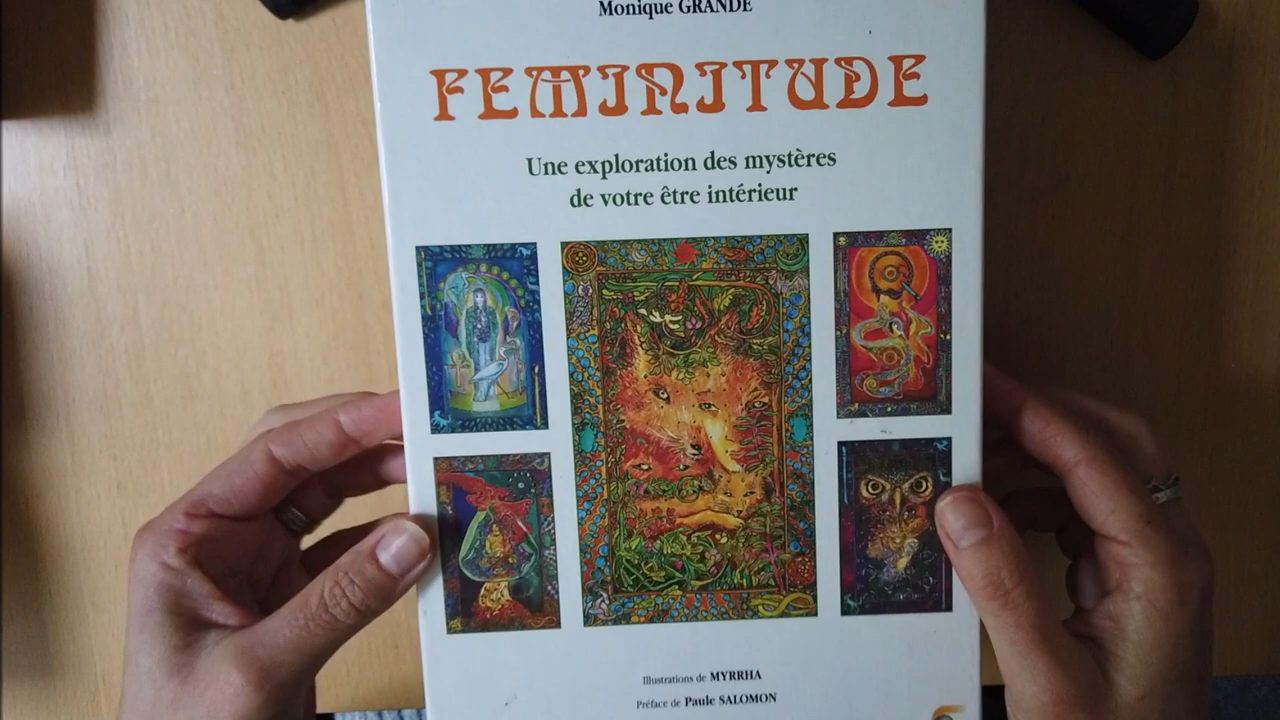 Monique GRANDE
FEMINITUDE
Une exploration des mystères
de votre être intérieur
Illustrations de MYRRHA
Préface de Paule SALOMON